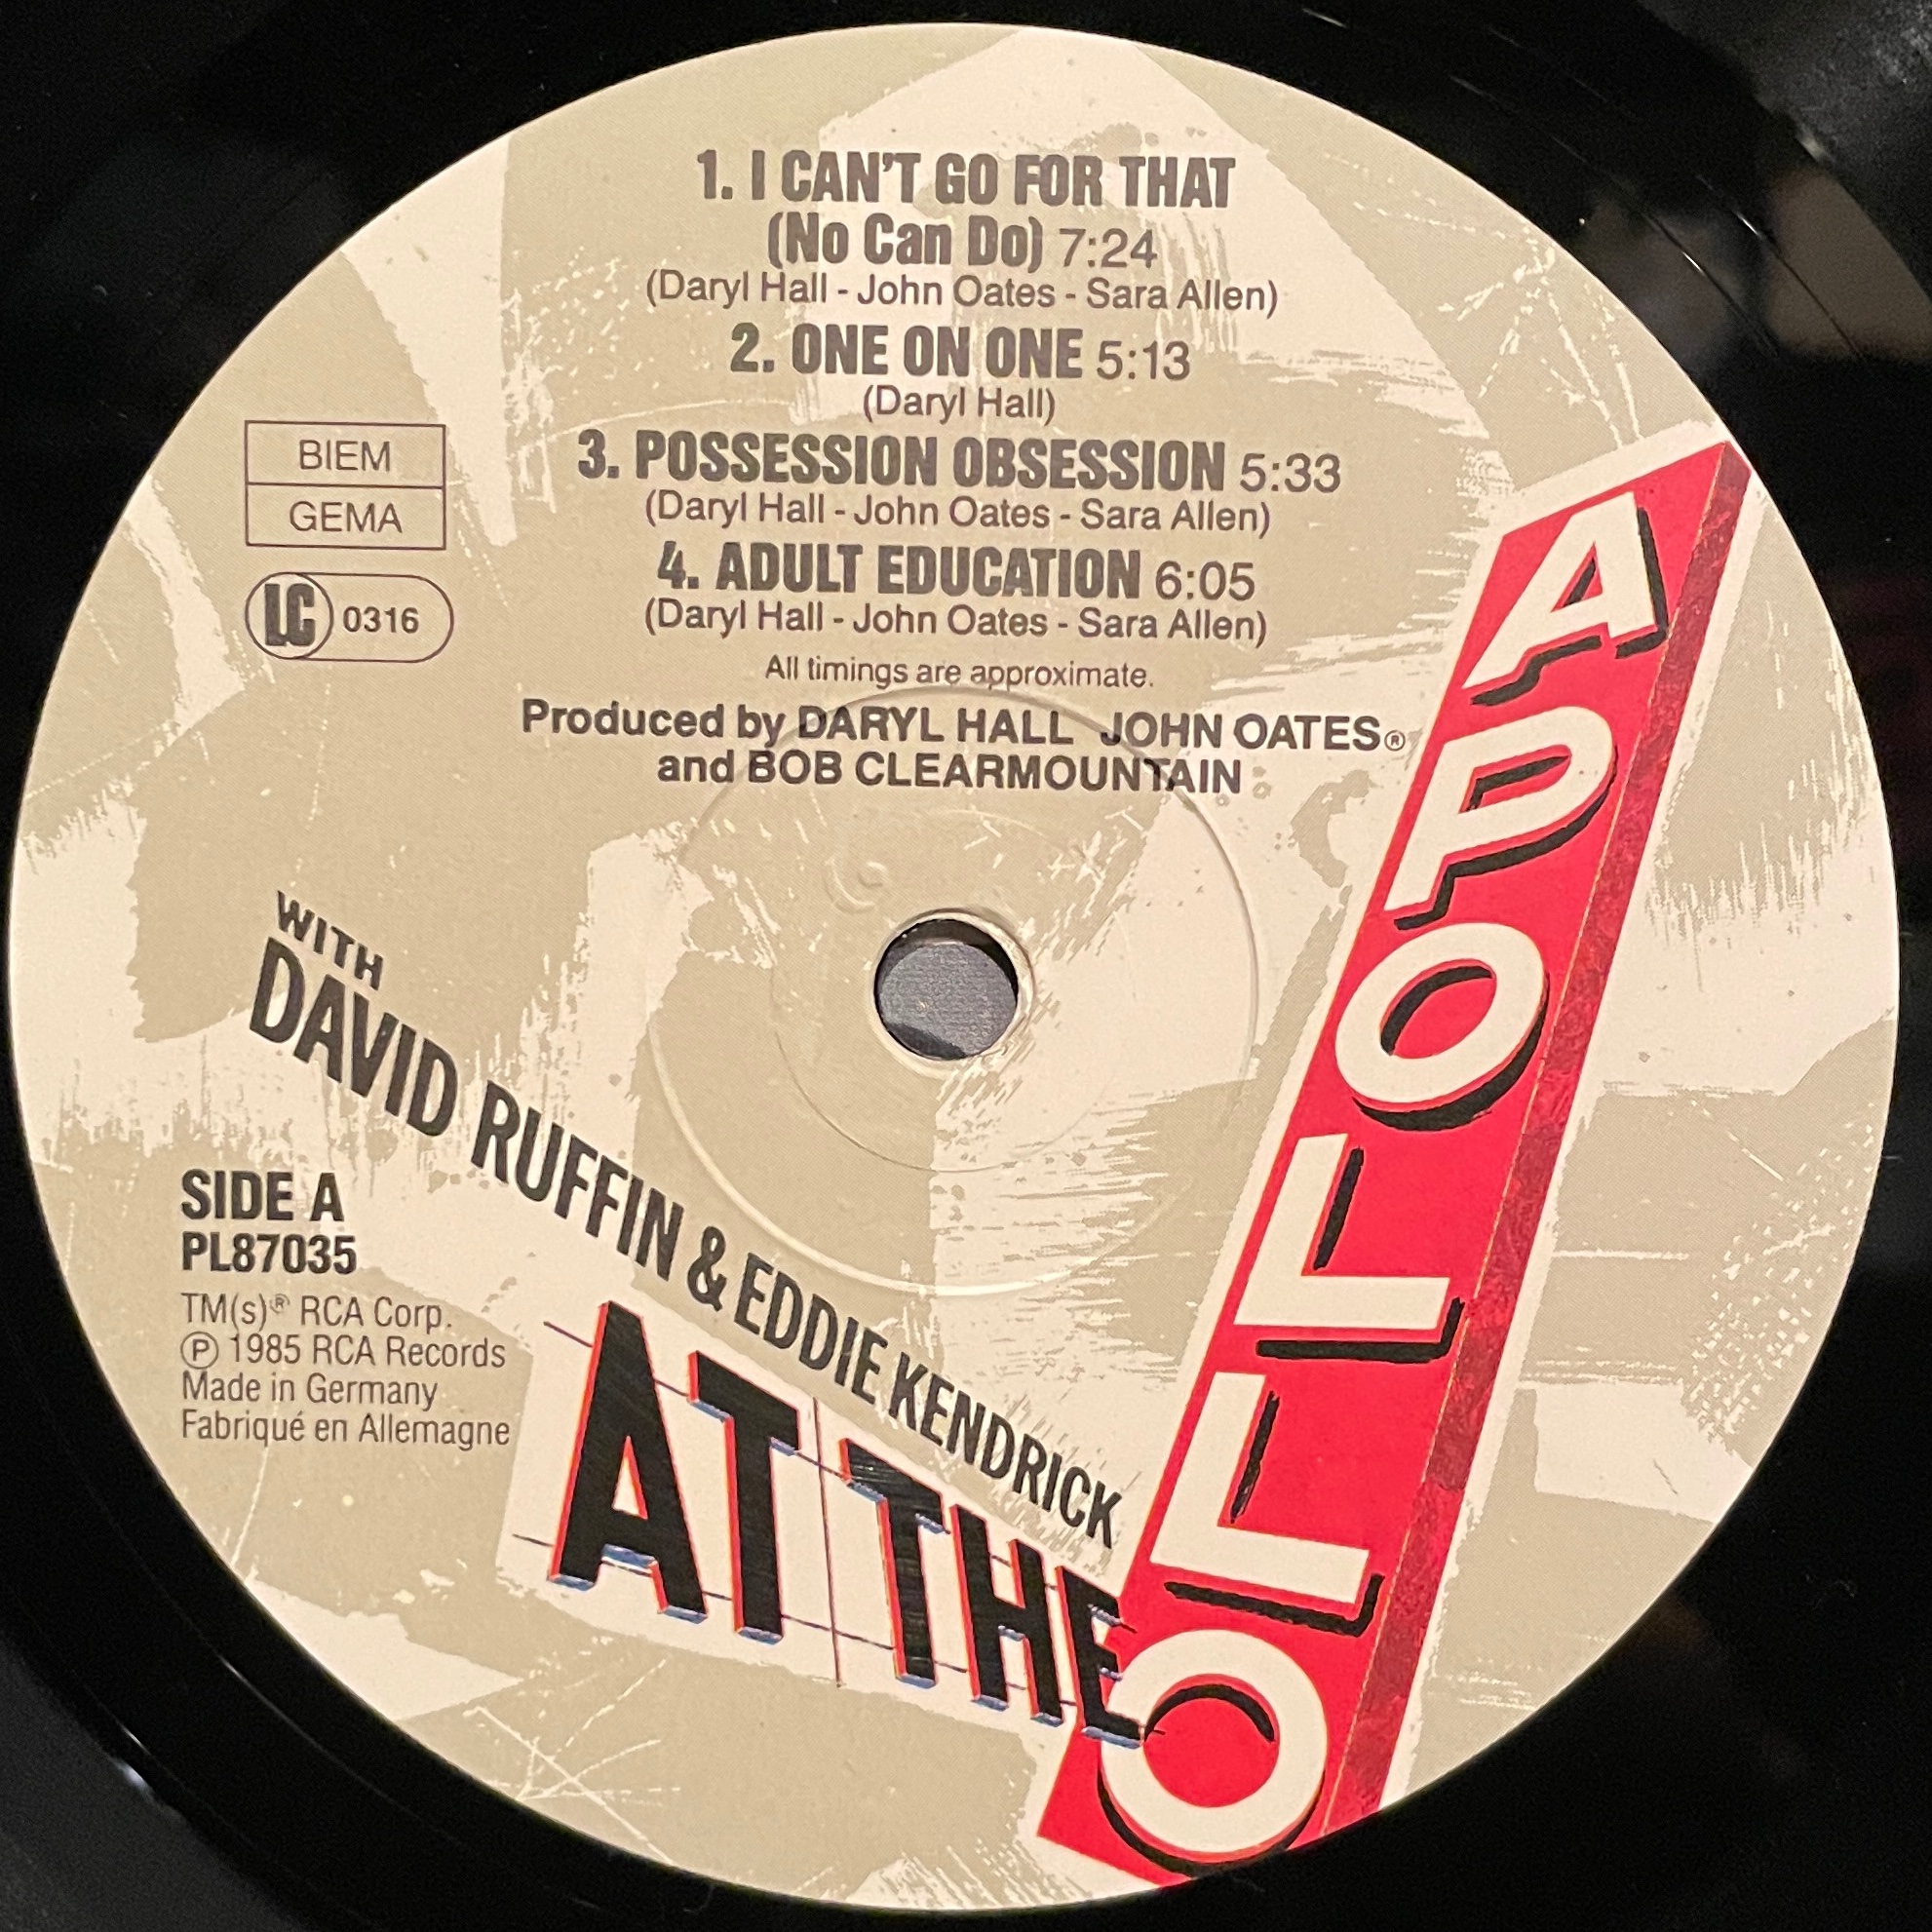 1. I CAN'T GO FOR THAT
(No Can Do) 7:24
(Daryl Hall - John Oates - Sara Allen)
2. ONE ON ONE 5:13
(Daryl Hall)
3. POSSESSION OBSESSION 5:33
(Daryl Hall - John Oates - Sara Allen)
4. ADULT EDUCATION 6:05
(Daryl Hall - John Oates - Sara Allen)
All timings are approximate.
Produced by DARYL HALL JOHN OATES®
and BOB CLEARMOUNTAIN
BIEM
GEMA
LC 0316
WITH
DAVID RUFFIN & EDDIE KENDRICK
AT THE
APOLLO
SIDE A
PL87035
TM(s)® RCA Corp.
℗ 1985 RCA Records
Made in Germany
Fabriqué en Allemagne